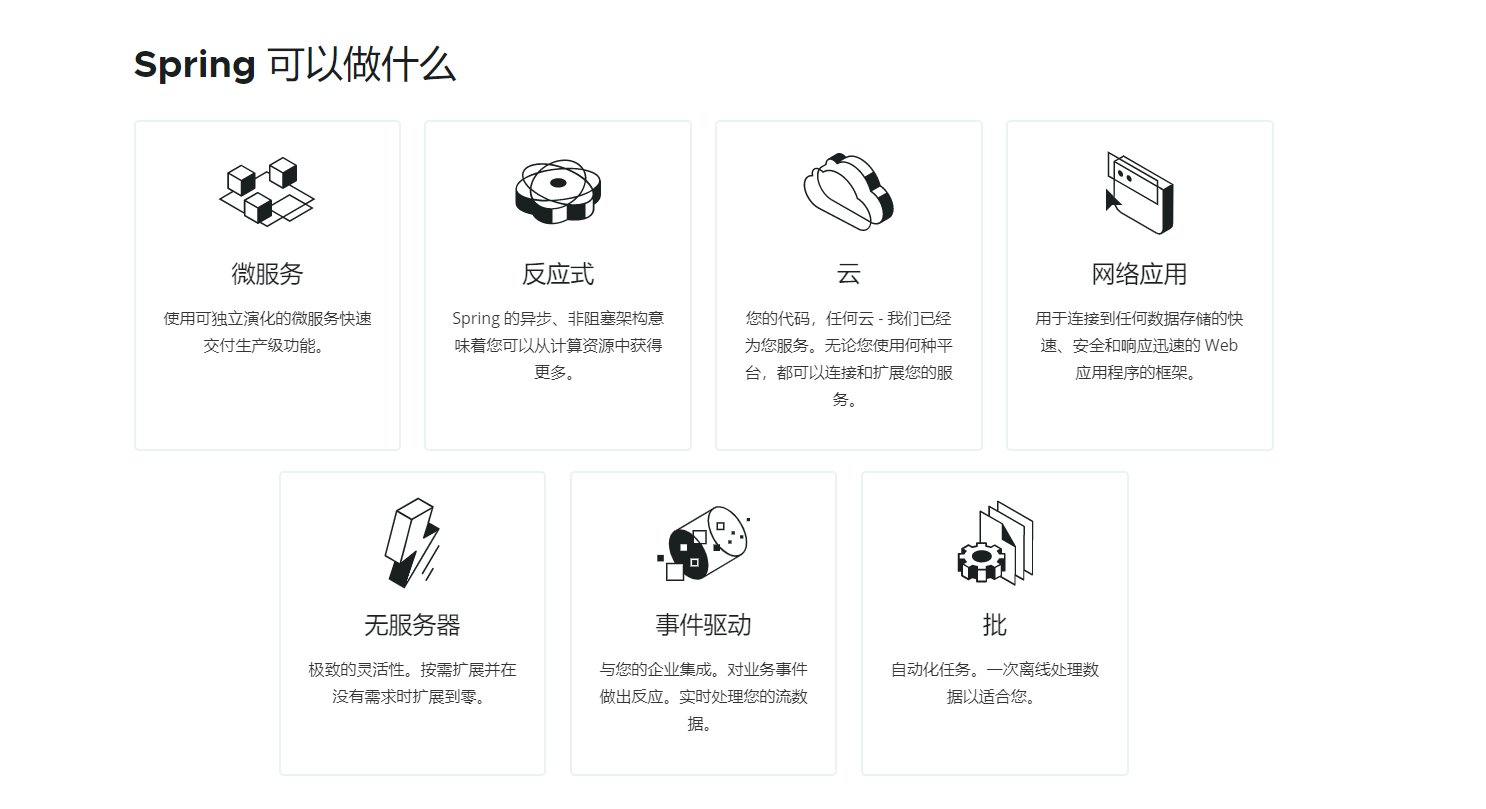 Spring 可以做什么
微服务
使用可独立演化的微服务快速
交付生产级功能。
反应式
Spring 的异步、非阻塞架构意
味着您可以从计算资源中获得
更多。
云
您的代码，任何云 - 我们已经
为您服务。无论您使用何种平
台，都可以连接和扩展您的服
务。
网络应用
用于连接到任何数据存储的快
速、安全和响应迅速的 Web
应用程序的框架。
无服务器
极致的灵活性。按需扩展并在
没有需求时扩展到零。
事件驱动
与您的企业集成。对业务事件
做出反应。实时处理您的流数
据。
批
自动化任务。一次离线处理数
据以适合您。